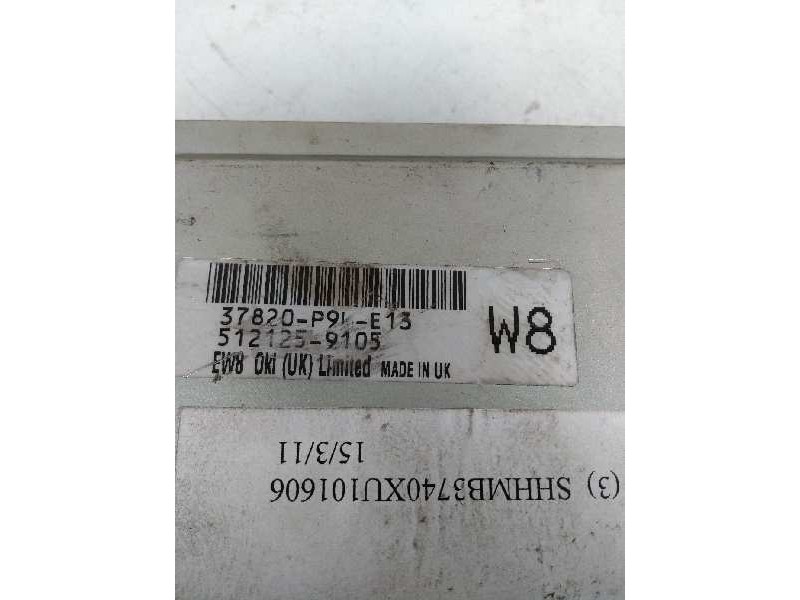 37820-P9L-E13
512125-9105
EW8 Oki (UK) Limited MADE IN UK
W8
(3) SHHMB3740XU101606
15/3/11